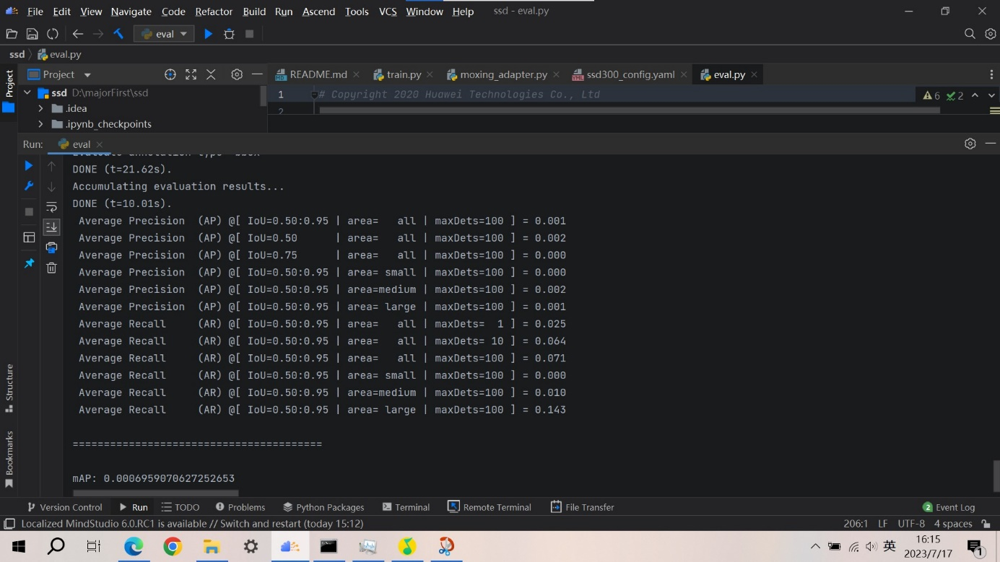 File Edit View Navigate Code Refactor Build Run Ascend Tools VCS Window Help ssd - eval.py
eval
ssd eval.py
Project
README.md train.py moxing_adapter.py ssd300_config.yaml eval.py
Project
ssd D:\majorFirst\ssd
.idea
.ipynb_checkpoints
1 # Copyright 2020 Huawei Technologies Co., Ltd
6 2
2
Run: eval
Evaluate annotation type *bbox*
DONE (t=21.62s).
Accumulating evaluation results...
DONE (t=10.01s).
Average Precision (AP) @[ IoU=0.50:0.95 | area= all | maxDets=100 ] = 0.001
Average Precision (AP) @[ IoU=0.50 | area= all | maxDets=100 ] = 0.002
Average Precision (AP) @[ IoU=0.75 | area= all | maxDets=100 ] = 0.000
Average Precision (AP) @[ IoU=0.50:0.95 | area= small | maxDets=100 ] = 0.000
Average Precision (AP) @[ IoU=0.50:0.95 | area=medium | maxDets=100 ] = 0.002
Average Precision (AP) @[ IoU=0.50:0.95 | area= large | maxDets=100 ] = 0.001
Average Recall (AR) @[ IoU=0.50:0.95 | area= all | maxDets= 1 ] = 0.025
Average Recall (AR) @[ IoU=0.50:0.95 | area= all | maxDets= 10 ] = 0.064
Average Recall (AR) @[ IoU=0.50:0.95 | area= all | maxDets=100 ] = 0.071
Average Recall (AR) @[ IoU=0.50:0.95 | area= small | maxDets=100 ] = 0.000
Average Recall (AR) @[ IoU=0.50:0.95 | area=medium | maxDets=100 ] = 0.010
Average Recall (AR) @[ IoU=0.50:0.95 | area= large | maxDets=100 ] = 0.143
========================================
mAP: 0.0006959070627252653
Structure
Bookmarks
Version Control Run TODO Problems Python Packages Terminal Remote Terminal File Transfer 2 Event Log
Localized MindStudio 6.0.RC1 is available // Switch and restart (today 15:12) 206:1 LF UTF-8 4 spaces
英 16:15
2023/7/17 1